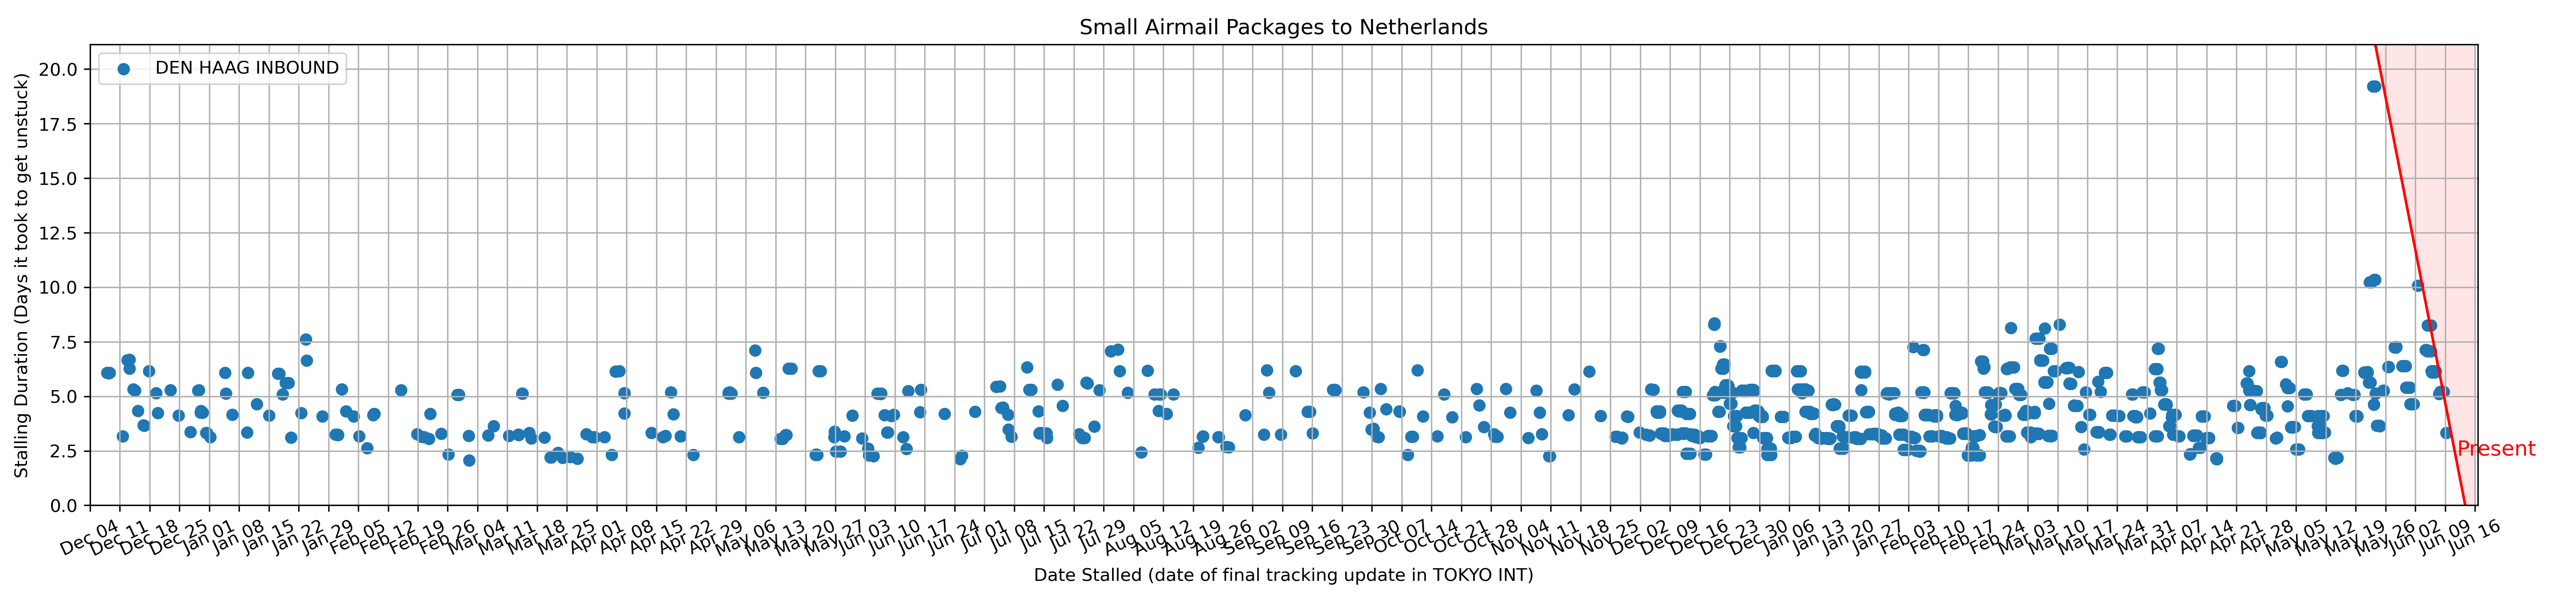 Small Airmail Packages to Netherlands
DEN HAAG INBOUND
20.0
17.5
15.0
12.5
10.0
7.5
5.0
2.5
0.0
Stalling Duration (Days it took to get unstuck)
Present
Dec 04 Dec 11 Dec 18 Dec 25 Jan 01 Jan 08 Jan 15 Jan 22 Jan 29 Feb 05 Feb 12 Feb 19 Feb 26 Mar 04 Mar 11 Mar 18 Mar 25 Apr 01 Apr 08 Apr 15 Apr 22 Apr 29 May 06 May 13 May 20 May 27 Jun 03 Jun 10 Jun 17 Jun 24 Jul 01 Jul 08 Jul 15 Jul 22 Jul 29 Aug 05 Aug 12 Aug 19 Aug 26 Sep 02 Sep 09 Sep 16 Sep 23 Sep 30 Oct 07 Oct 14 Oct 21 Oct 28 Nov 04 Nov 11 Nov 18 Nov 25 Dec 02 Dec 09 Dec 16 Dec 23 Dec 30 Jan 06 Jan 13 Jan 20 Jan 27 Feb 03 Feb 10 Feb 17 Feb 24 Mar 03 Mar 10 Mar 17 Mar 24 Mar 31 Apr 07 Apr 14 Apr 21 Apr 28 May 05 May 12 May 19 May 26 Jun 02 Jun 09 Jun 16
Date Stalled (date of final tracking update in TOKYO INT)